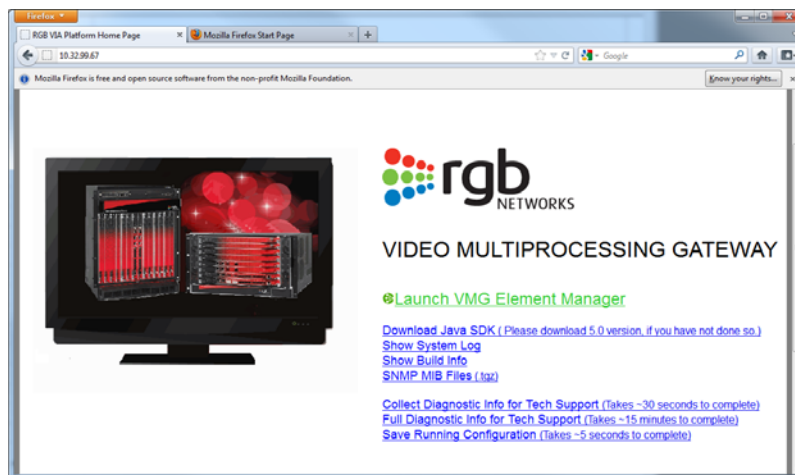 Firefox
RGB VIA Platform Home Page
Mozilla Firefox Start Page
10.32.99.67
Google
Mozilla Firefox is free and open source software from the non-profit Mozilla Foundation.
Know your rights...
rgb
NETWORKS
VIDEO MULTIPROCESSING GATEWAY
Launch VMG Element Manager
Download Java SDK ( Please download 5.0 version, if you have not done so.)
Show System Log
Show Build Info
SNMP MIB Files (.tgz)
Collect Diagnostic Info for Tech Support (Takes ~30 seconds to complete)
Full Diagnostic Info for Tech Support (Takes ~15 minutes to complete)
Save Running Configuration (Takes ~5 seconds to complete)